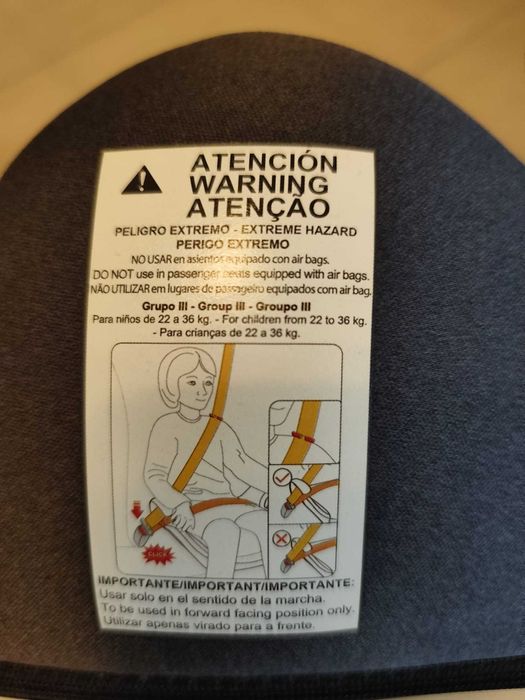 ATENCIÓN
WARNING
ATENÇÃO
PELIGRO EXTREMO - EXTREME HAZARD
PERIGO EXTREMO
NO USAR en asientos equipado con air bags.
DO NOT use in passenger seats equipped with air bags.
NÃO UTILIZAR em lugares de passageiro equipados com air bag.
Grupo III - Group III - Groupo III
Para niños de 22 a 36 kg. - For children from 22 to 36 kg.
- Para crianças de 22 a 36 kg.
CLICK
IMPORTANTE/IMPORTANT/IMPORTANTE:
Usar solo en el sentido de la marcha.
To be used in forward facing position only.
Utilizar apenas virado para a frente.